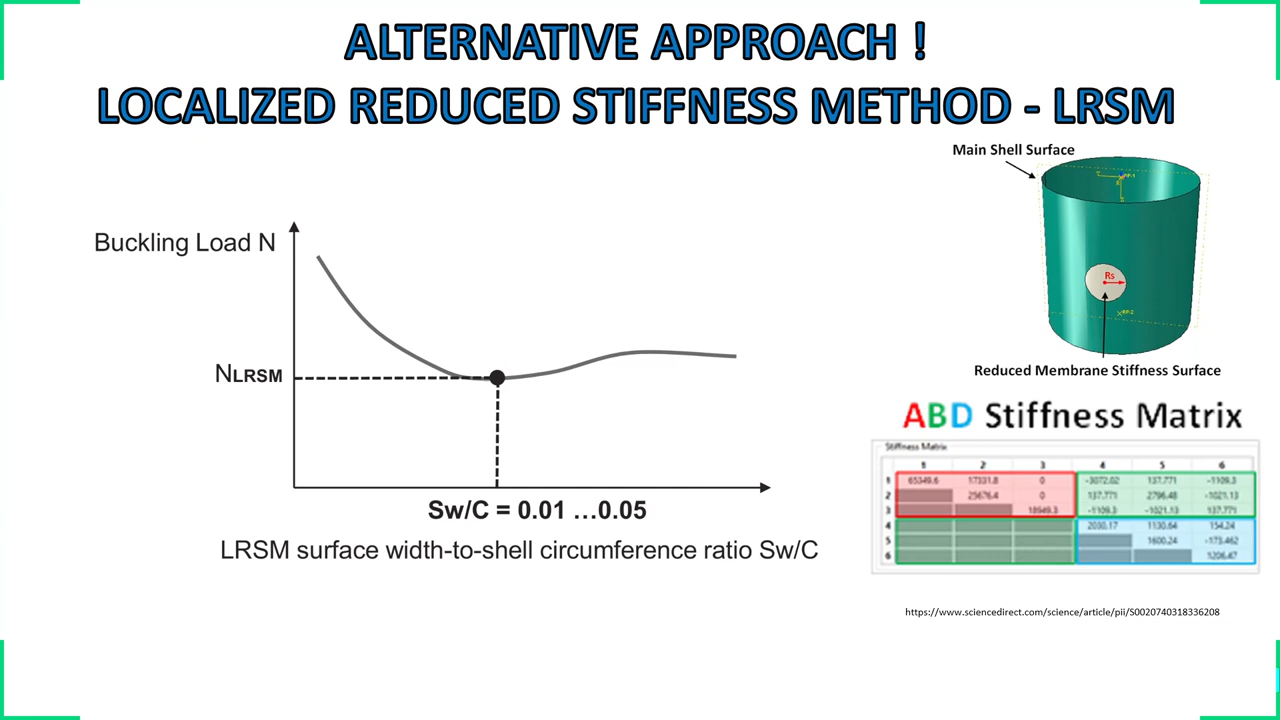 ALTERNATIVE APPROACH !
LOCALIZED REDUCED STIFFNESS METHOD - LRSM
Main Shell Surface
Buckling Load N
Rs
RP-2
NLRSM
Reduced Membrane Stiffness Surface
ABD Stiffness Matrix
Stiffness Matrix
1 2 3 4 5 6
1 65349.6 17331.8 0 -3072.02 137.771 -1109.3
2 25676.4 0 137.771 2796.48 -1021.13
3 18949.3 -1109.3 -1021.13 137.771
4 2030.17 1130.64 154.24
5 1600.24 -173.462
6 1206.47
Sw/C = 0.01 ...0.05
LRSM surface width-to-shell circumference ratio Sw/C
https://www.sciencedirect.com/science/article/pii/S0020740318336208